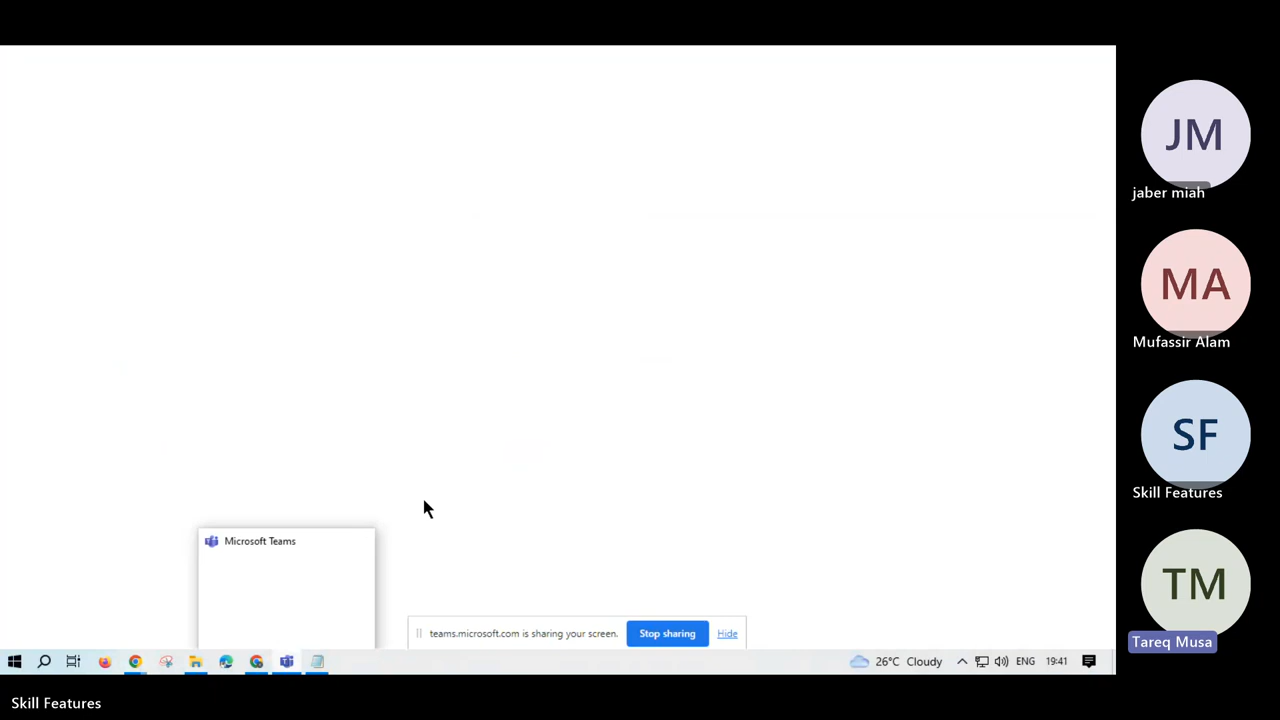 JM
jaber miah
MA
Mufassir Alam
SF
Skill Features
TM
Tareq Musa
Microsoft Teams
teams.microsoft.com is sharing your screen.
Stop sharing
Hide
26°C Cloudy
ENG
19:41
Skill Features